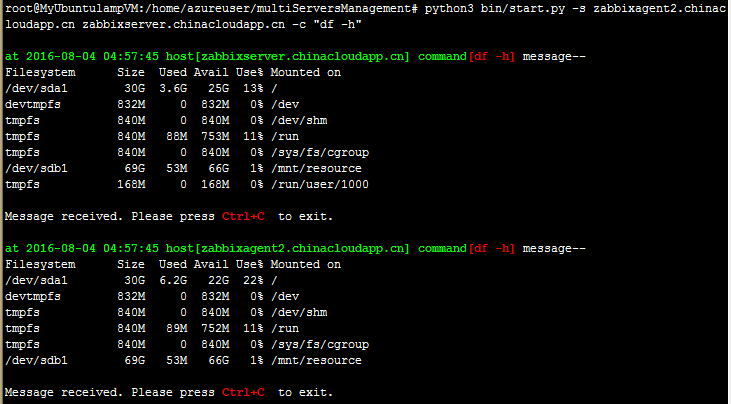 root@MyUbuntulampVM:/home/azureuser/multiServersManagement# python3 bin/start.py -s zabbixagent2.chinac
loudapp.cn zabbixserver.chinacloudapp.cn -c "df -h"
at 2016-08-04 04:57:45 host[zabbixserver.chinacloudapp.cn] command[df -h] message--
Filesystem      Size  Used Avail Use% Mounted on
/dev/sda1        30G  3.6G   25G  13% /
devtmpfs        832M     0  832M   0% /dev
tmpfs           840M     0  840M   0% /dev/shm
tmpfs           840M   88M  753M  11% /run
tmpfs           840M     0  840M   0% /sys/fs/cgroup
/dev/sdb1        69G   53M   66G   1% /mnt/resource
tmpfs           168M     0  168M   0% /run/user/1000
Message received. Please press Ctrl+C  to exit.
at 2016-08-04 04:57:45 host[zabbixagent2.chinacloudapp.cn] command[df -h] message--
Filesystem      Size  Used Avail Use% Mounted on
/dev/sda1        30G  6.2G   22G  22% /
devtmpfs        832M     0  832M   0% /dev
tmpfs           840M     0  840M   0% /dev/shm
tmpfs           840M   89M  752M  11% /run
tmpfs           840M     0  840M   0% /sys/fs/cgroup
/dev/sdb1        69G   53M   66G   1% /mnt/resource
Message received. Please press Ctrl+C  to exit.